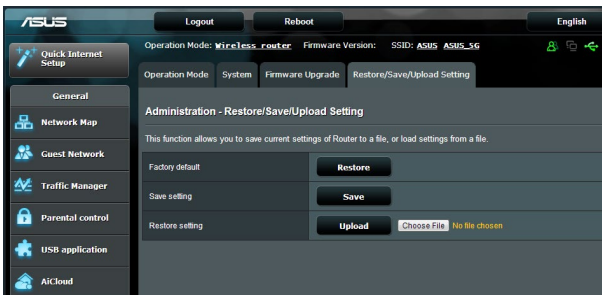 ASUS
Logout Reboot English
Quick Internet Setup
Operation Mode: Wireless router Firmware Version: SSID: ASUS ASUS_5G
Operation Mode System Firmware Upgrade Restore/Save/Upload Setting
General
Network Map
Guest Network
Traffic Manager
Parental control
USB application
AiCloud
Administration - Restore/Save/Upload Setting
This function allows you to save current settings of Router to a file, or load settings from a file.
Factory default Restore
Save setting Save
Restore setting Upload Choose File No file chosen